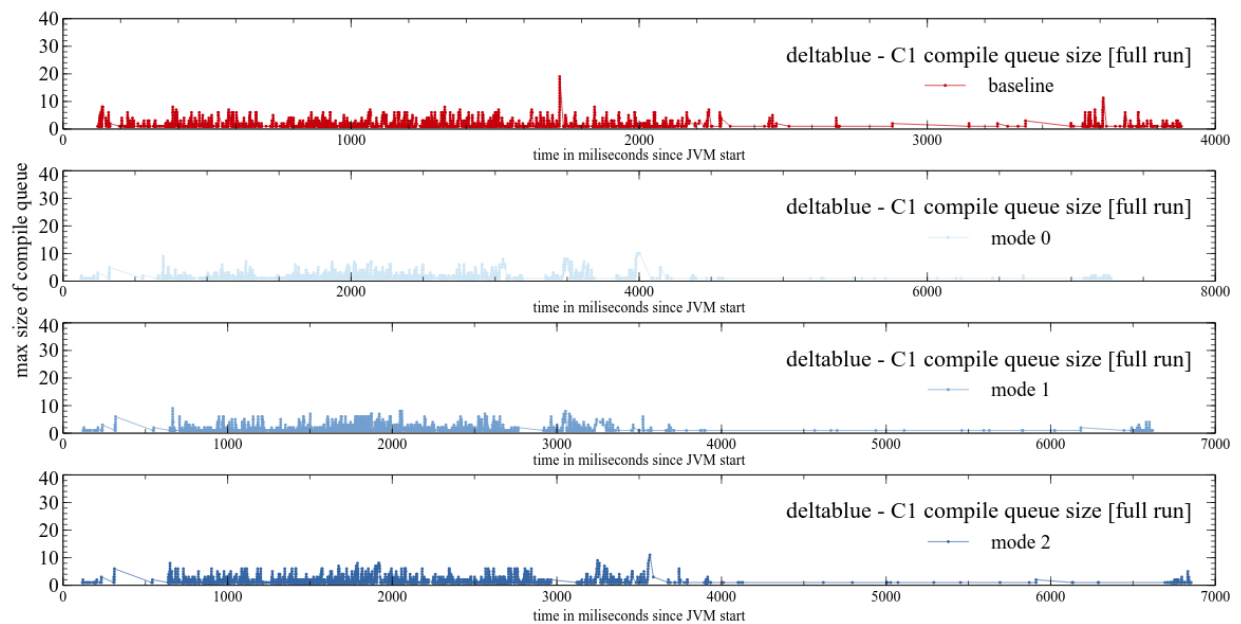 max size of compile queue
40
30
20
10
0
deltablue - C1 compile queue size [full run]
baseline
0 1000 2000 3000 4000
time in miliseconds since JVM start
40
30
20
10
0
deltablue - C1 compile queue size [full run]
mode 0
0 2000 4000 6000 8000
time in miliseconds since JVM start
40
30
20
10
0
deltablue - C1 compile queue size [full run]
mode 1
0 1000 2000 3000 4000 5000 6000 7000
time in miliseconds since JVM start
40
30
20
10
0
deltablue - C1 compile queue size [full run]
mode 2
0 1000 2000 3000 4000 5000 6000 7000
time in miliseconds since JVM start